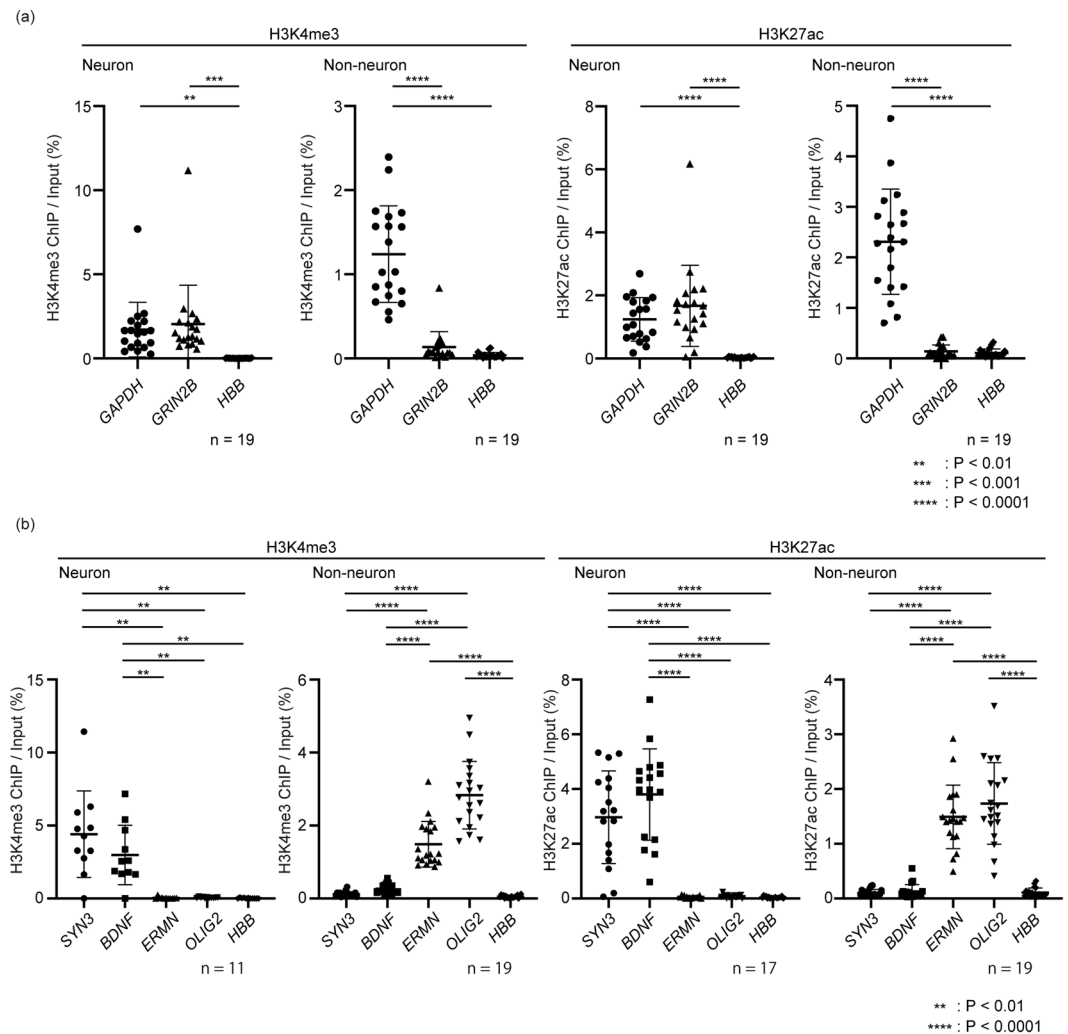 (a)
H3K4me3
H3K27ac
Neuron
Non-neuron
Neuron
Non-neuron
***
**
****
****
****
****
****
****
H3K4me3 ChIP / Input (%)
15
10
5
0
GAPDH
GRIN2B
HBB
n = 19
H3K4me3 ChIP / Input (%)
3
2
1
0
GAPDH
GRIN2B
HBB
n = 19
H3K27ac ChIP / Input (%)
8
6
4
2
0
GAPDH
GRIN2B
HBB
n = 19
H3K27ac ChIP / Input (%)
5
4
3
2
1
0
GAPDH
GRIN2B
HBB
n = 19
** : P < 0.01
*** : P < 0.001
**** : P < 0.0001
(b)
H3K4me3
H3K27ac
Neuron
Non-neuron
Neuron
Non-neuron
**
**
**
**
**
**
H3K4me3 ChIP / Input (%)
15
10
5
0
SYN3
BDNF
ERMN
OLIG2
HBB
n = 11
****
****
****
****
****
****
H3K4me3 ChIP / Input (%)
6
4
2
0
SYN3
BDNF
ERMN
OLIG2
HBB
n = 19
****
****
****
****
****
****
H3K27ac ChIP / Input (%)
8
6
4
2
0
SYN3
BDNF
ERMN
OLIG2
HBB
n = 17
****
****
****
****
****
****
H3K27ac ChIP / Input (%)
4
3
2
1
0
SYN3
BDNF
ERMN
OLIG2
HBB
n = 19
** : P < 0.01
**** : P < 0.0001